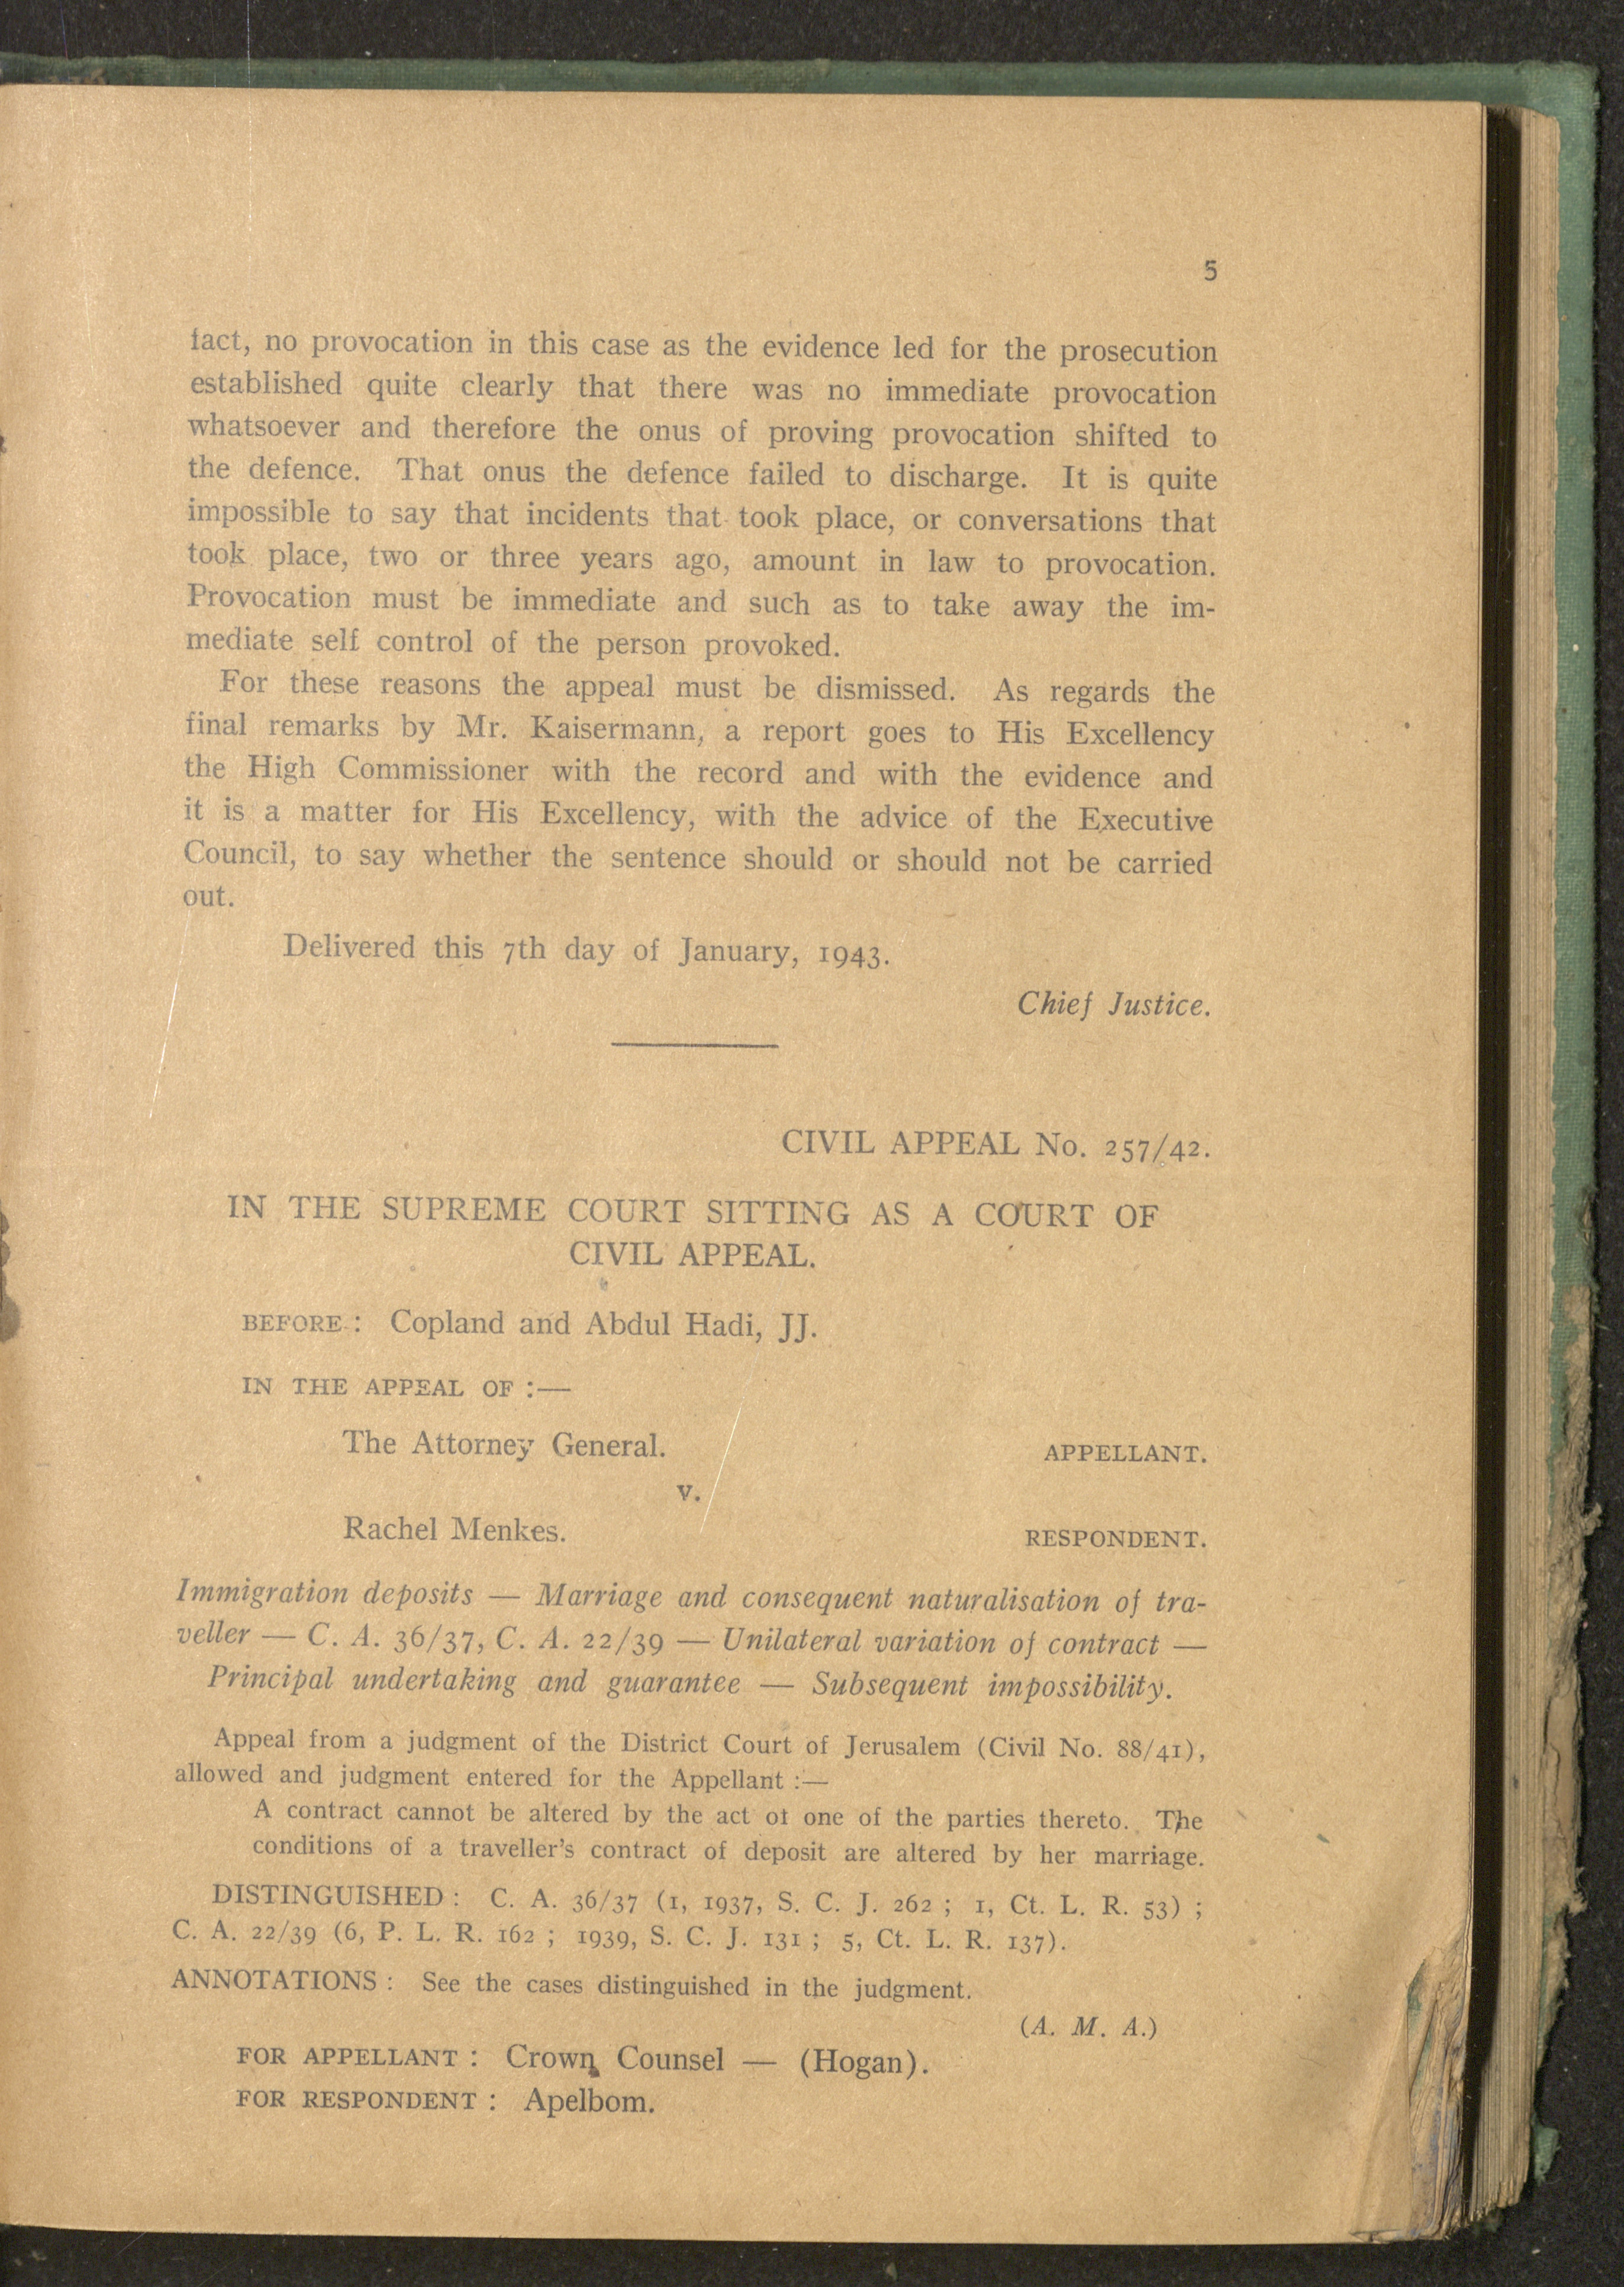 5
fact, no provocation in this case as the evidence led for the prosecution
established quite clearly that there was no immediate provocation
whatsoever and therefore the onus of proving provocation shifted to
the defence. That onus the defence failed to discharge. It is quite
impossible to say that incidents that took place, or conversations that
took place, two or three years ago, amount in law to provocation.
Provocation must be immediate and such as to take away the im-
mediate self control of the person provoked.
For these reasons the appeal must be dismissed. As regards the
final remarks by Mr. Kaisermann, a report goes to His Excellency
the High Commissioner with the record and with the evidence and
it is a matter for His Excellency, with the advice of the Executive
Council, to say whether the sentence should or should not be carried
out.
Delivered this 7th day of January, 1943.
Chief Justice.
CIVIL APPEAL No. 257/42.
IN THE SUPREME COURT SITTING AS A COURT OF
CIVIL APPEAL.
BEFORE : Copland and Abdul Hadi, JJ.
IN THE APPEAL OF :—
The Attorney General. APPELLANT.
v.
Rachel Menkes. RESPONDENT.
Immigration deposits — Marriage and consequent naturalisation of tra-
veller — C. A. 36/37, C. A. 22/39 — Unilateral variation of contract —
Principal undertaking and guarantee — Subsequent impossibility.
Appeal from a judgment of the District Court of Jerusalem (Civil No. 88/41),
allowed and judgment entered for the Appellant :—
A contract cannot be altered by the act of one of the parties thereto. The
conditions of a traveller's contract of deposit are altered by her marriage.
DISTINGUISHED : C. A. 36/37 (1, 1937, S. C. J. 262 ; 1, Ct. L. R. 53) ;
C. A. 22/39 (6, P. L. R. 162 ; 1939, S. C. J. 131 ; 5, Ct. L. R. 137).
ANNOTATIONS : See the cases distinguished in the judgment.
(A. M. A.)
FOR APPELLANT : Crown Counsel — (Hogan).
FOR RESPONDENT : Apelbom.